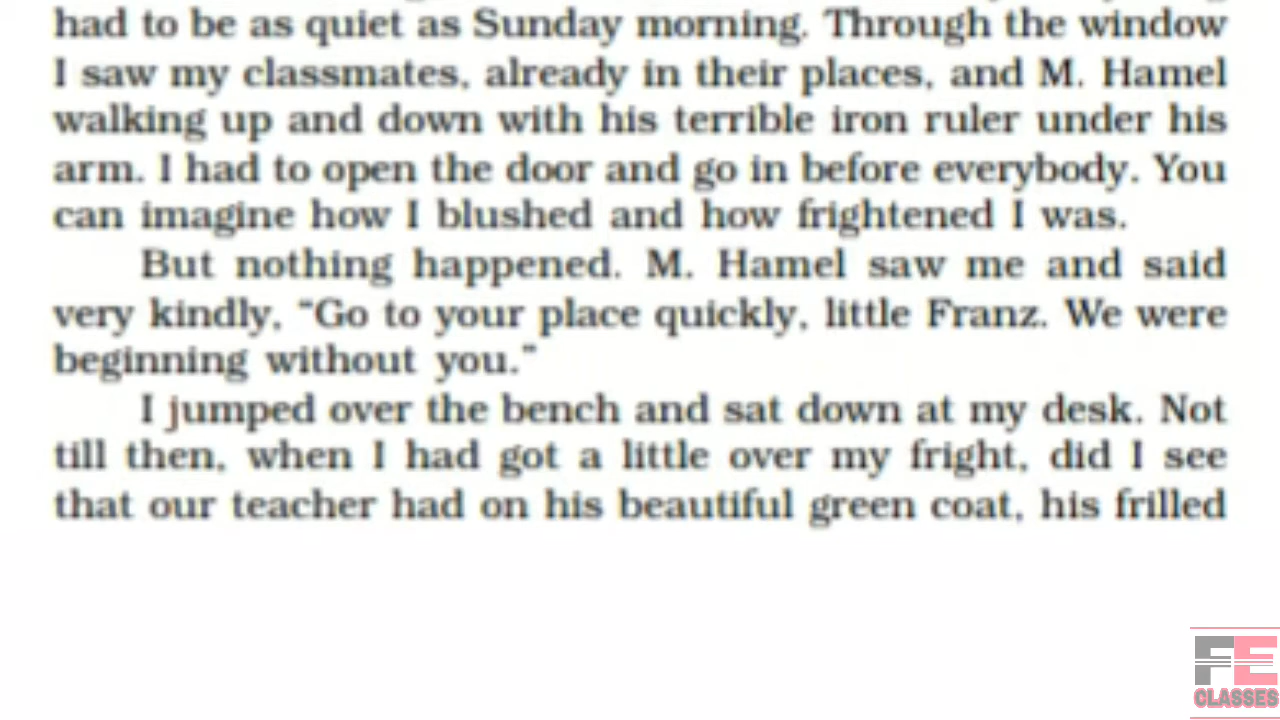 had to be as quiet as Sunday morning. Through the window
I saw my classmates, already in their places, and M. Hamel
walking up and down with his terrible iron ruler under his
arm. I had to open the door and go in before everybody. You
can imagine how I blushed and how frightened I was.
But nothing happened. M. Hamel saw me and said
very kindly, “Go to your place quickly, little Franz. We were
beginning without you.”
I jumped over the bench and sat down at my desk. Not
till then, when I had got a little over my fright, did I see
that our teacher had on his beautiful green coat, his frilled
FE
CLASSES